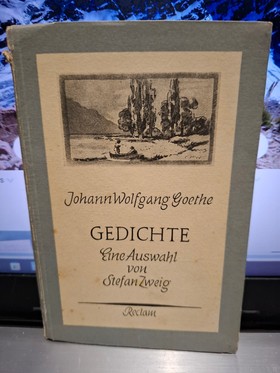 Johann Wolfgang Goethe
GEDICHTE
Eine Auswahl
von
Stefan Zweig
Reclam